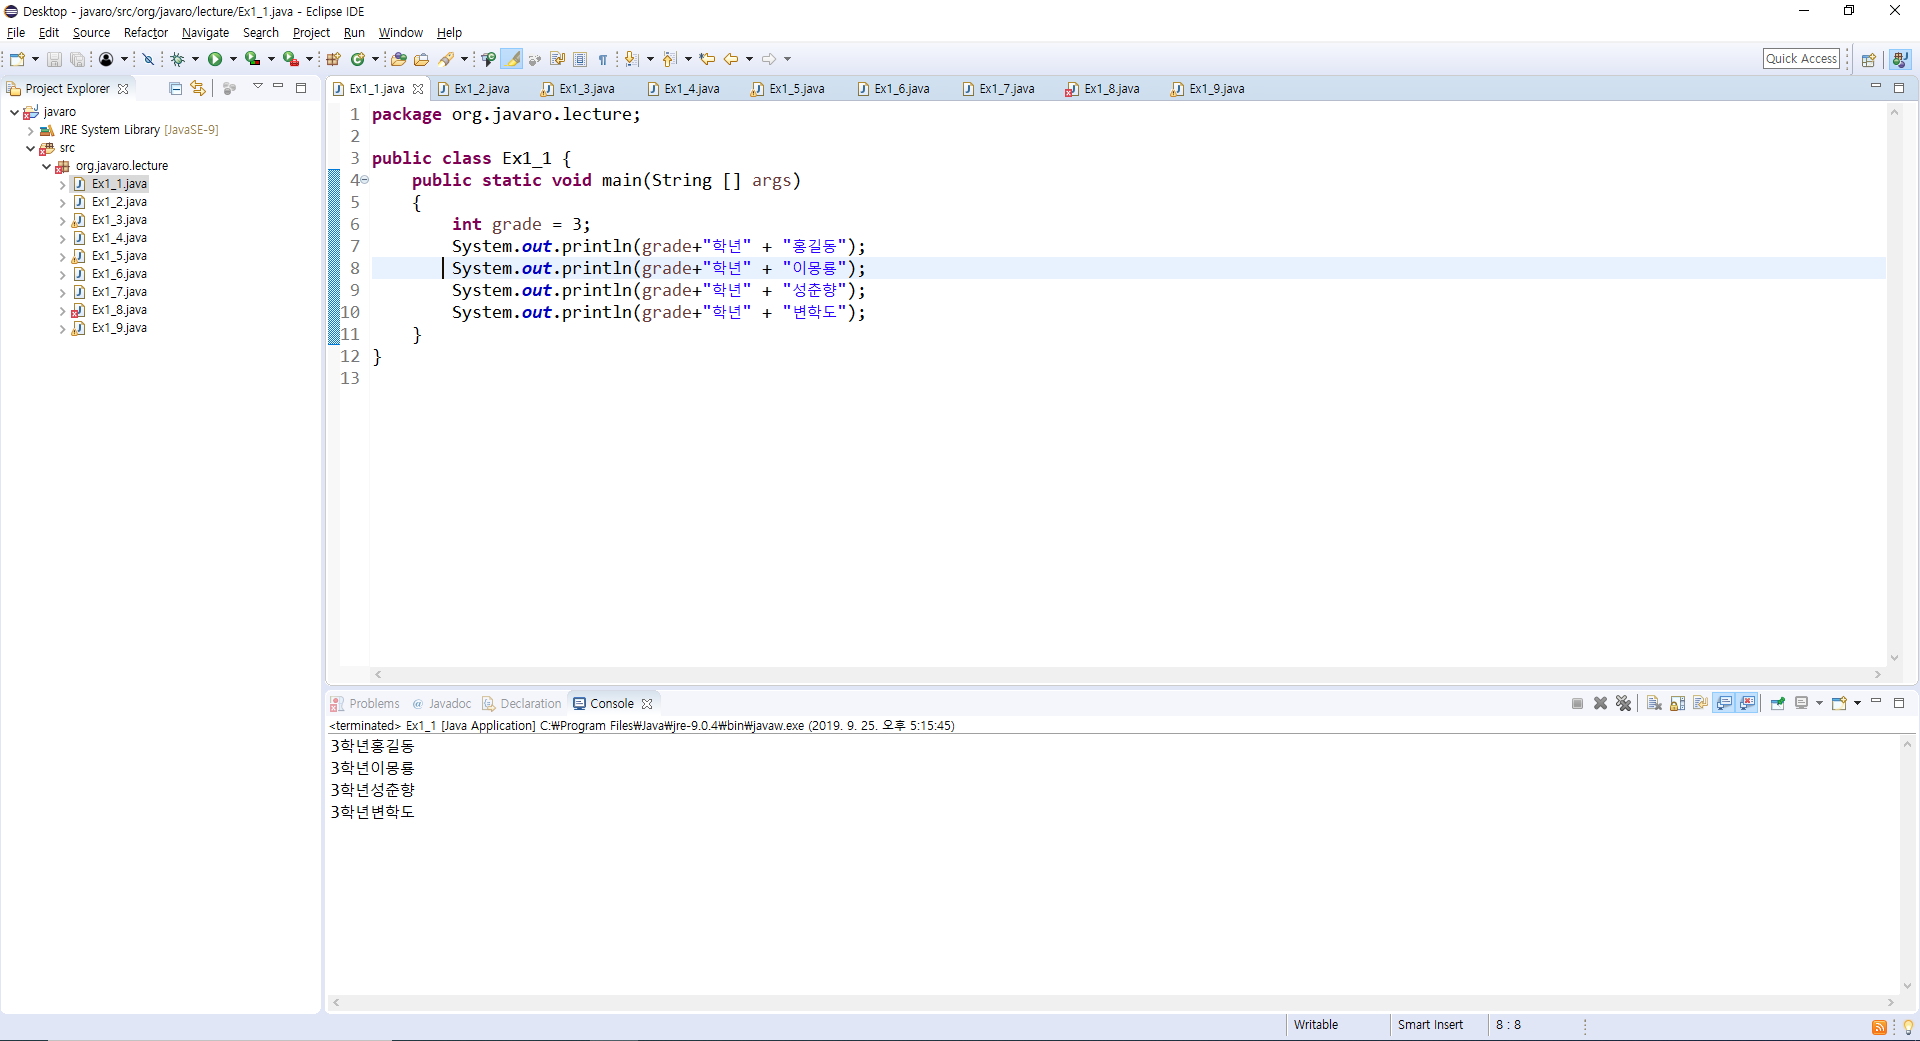 Desktop - javaro/src/org/javaro/lecture/Ex1_1.java - Eclipse IDE
File Edit Source Refactor Navigate Search Project Run Window Help
Quick Access
Project Explorer
javaro
JRE System Library [JavaSE-9]
src
org.javaro.lecture
Ex1_1.java
Ex1_2.java
Ex1_3.java
Ex1_4.java
Ex1_5.java
Ex1_6.java
Ex1_7.java
Ex1_8.java
Ex1_9.java
Ex1_1.java Ex1_2.java Ex1_3.java Ex1_4.java Ex1_5.java Ex1_6.java Ex1_7.java Ex1_8.java Ex1_9.java
1 package org.javaro.lecture;
2
3 public class Ex1_1 {
4 public static void main(String [] args)
5 {
6 int grade = 3;
7 System.out.println(grade+"학년" + "홍길동");
8 System.out.println(grade+"학년" + "이몽룡");
9 System.out.println(grade+"학년" + "성춘향");
10 System.out.println(grade+"학년" + "변학도");
11 }
12 }
13
Problems @ Javadoc Declaration Console
<terminated> Ex1_1 [Java Application] C:₩Program Files₩Java₩jre-9.0.4₩bin₩javaw.exe (2019. 9. 25. 오후 5:15:45)
3학년홍길동
3학년이몽룡
3학년성춘향
3학년변학도
Writable Smart Insert 8 : 8